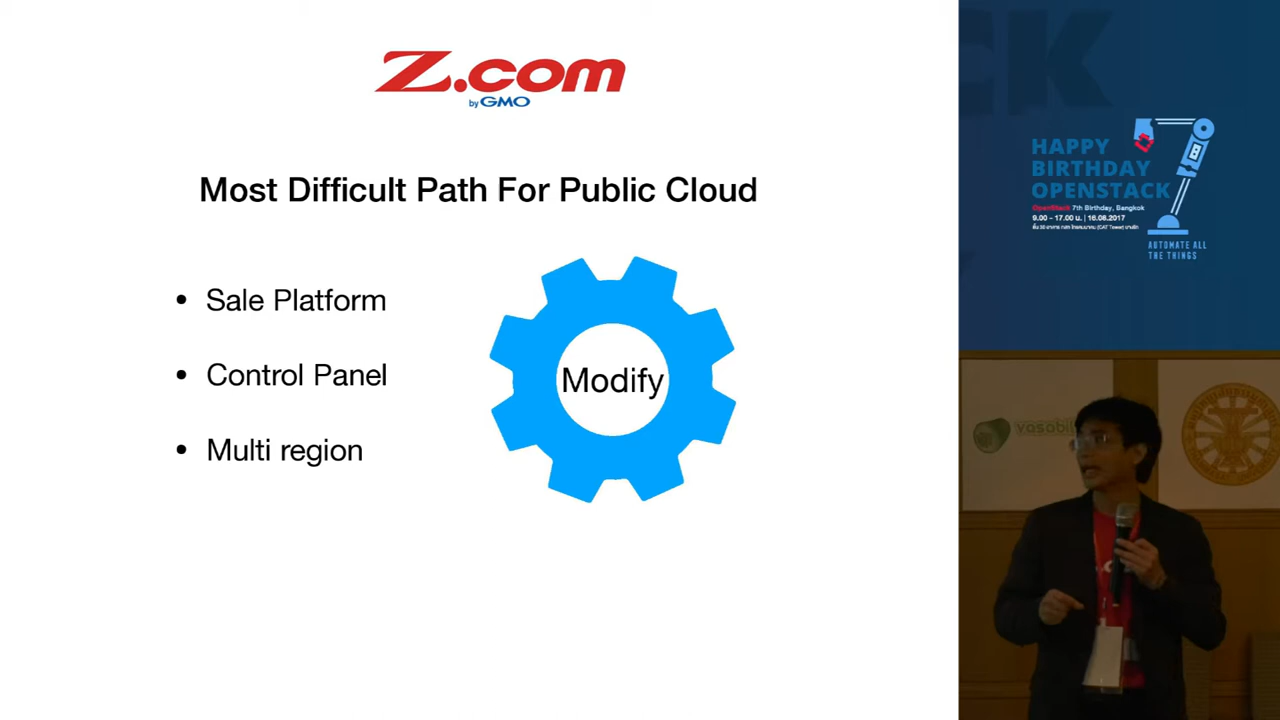 Z.com
by GMO
Most Difficult Path For Public Cloud
• Sale Platform
• Control Panel
• Multi region
Modify
HAPPY
BIRTHDAY
OPENSTACK
OpenStack 7th Birthday, Bangkok
9.00 - 17.00 น. | 16.08.2017
AUTOMATE ALL
THE THINGS